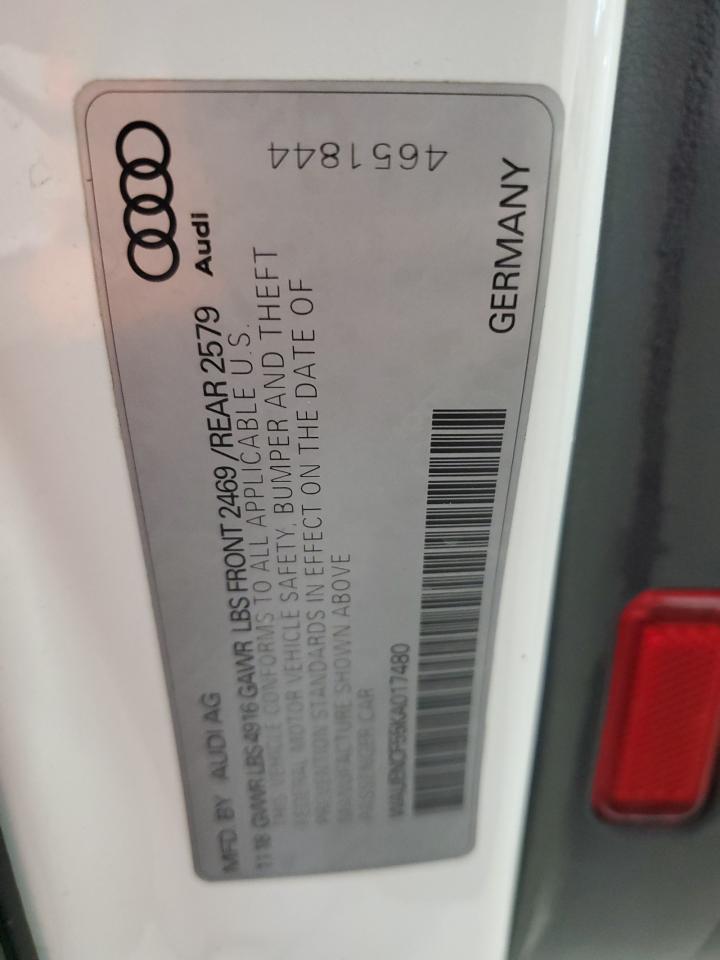 MFD. BY AUDI AG
11 18 GVWR LBS 4916 GAWR LBS FRONT 2469 /REAR 2579
THIS VEHICLE CONFORMS TO ALL APPLICABLE U.S.
FEDERAL MOTOR VEHICLE SAFETY, BUMPER AND THEFT
PREVENTION STANDARDS IN EFFECT ON THE DATE OF
MANUFACTURE SHOWN ABOVE
PASSENGER CAR
Audi
4651844
GERMANY